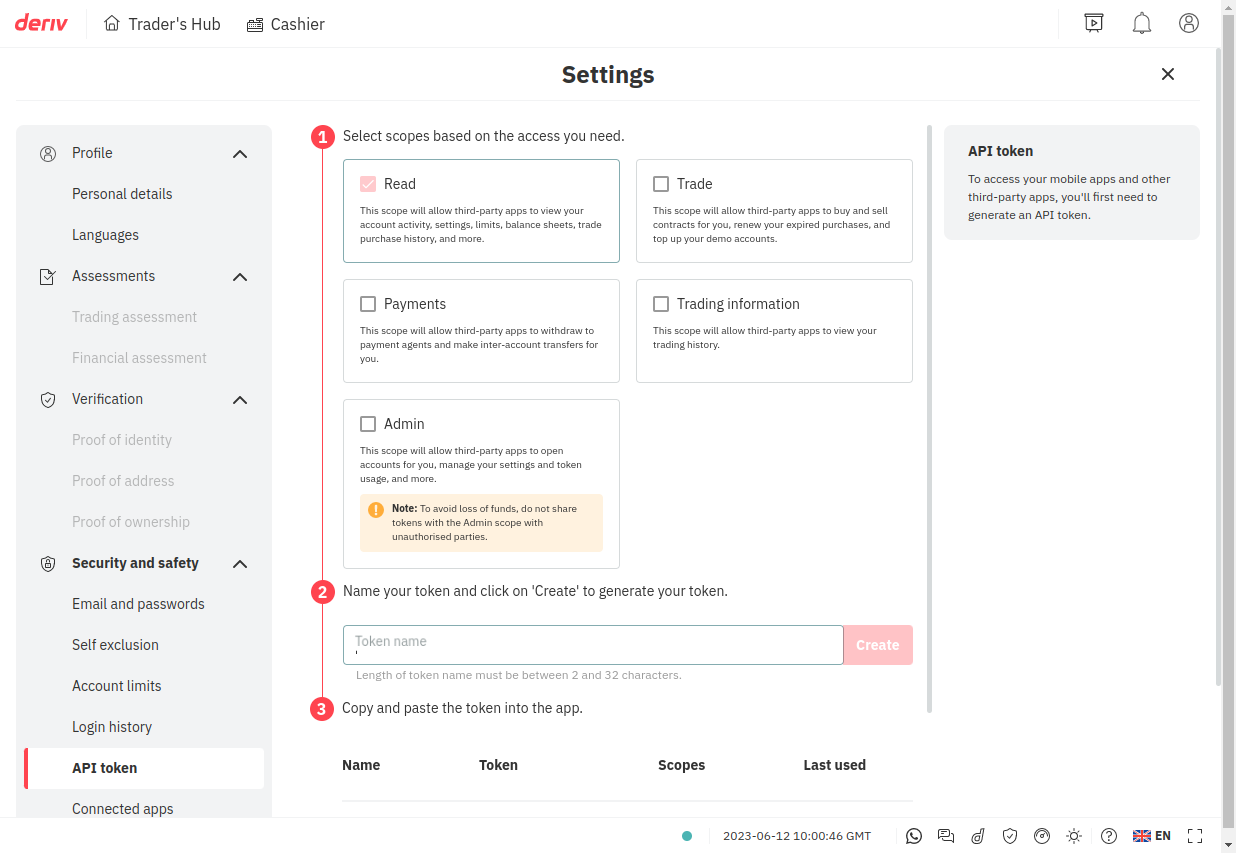 deriv
Trader's Hub
Cashier
Settings
Profile
Personal details
Languages
Assessments
Trading assessment
Financial assessment
Verification
Proof of identity
Proof of address
Proof of ownership
Security and safety
Email and passwords
Self exclusion
Account limits
Login history
API token
Connected apps
1
Select scopes based on the access you need.
Read
This scope will allow third-party apps to view your
account activity, settings, limits, balance sheets, trade
purchase history, and more.
Trade
This scope will allow third-party apps to buy and sell
contracts for you, renew your expired purchases, and
top up your demo accounts.
Payments
This scope will allow third-party apps to withdraw to
payment agents and make inter-account transfers for
you.
Trading information
This scope will allow third-party apps to view your
trading history.
Admin
This scope will allow third-party apps to open
accounts for you, manage your settings and token
usage, and more.
Note: To avoid loss of funds, do not share
tokens with the Admin scope with
unauthorised parties.
2
Name your token and click on 'Create' to generate your token.
Token name
Create
Length of token name must be between 2 and 32 characters.
3
Copy and paste the token into the app.
Name Token Scopes Last used
API token
To access your mobile apps and other
third-party apps, you'll first need to
generate an API token.
2023-06-12 10:00:46 GMT
EN